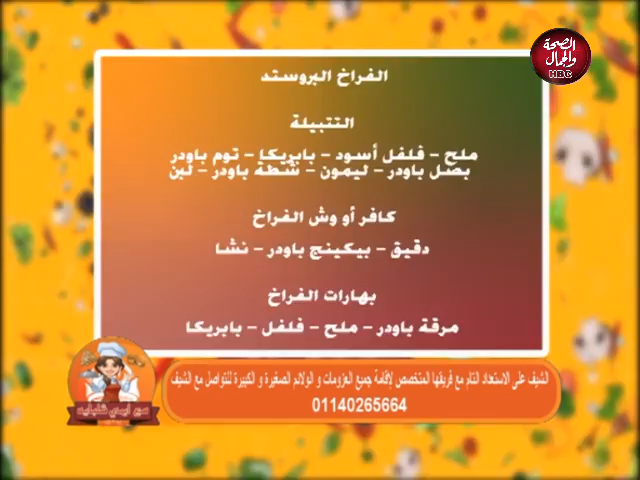 الصحة
والجمال
HBC
الفراخ البروستد
التتبيلة
ملح - فلفل أسود - بابريكا - توم باودر
بصل باودر - ليمون - شطة باودر - لبن
كافر أو وش الفراخ
دقيق - بيكينج باودر - نشا
بهارات الفراخ
مرقة باودر - ملح - فلفل - بابريكا
الشيف على الاستعداد التام مع فريقها المتخصص لإقامة جميع العزومات و الولائم الصغيرة و الكبيرة للتواصل مع الشيف
01140265664